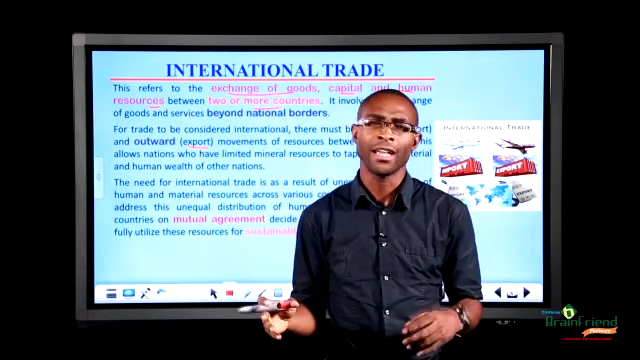 INTERNATIONAL TRADE
This refers to the exchange of goods, capital and human
resources between two or more countries. It
of goods and services beyond national borders.
For trade to be considered international, there must
and outward (export) movements of resources
allows nations who have limited mineral resources to
and human wealth of other nations.
The need for international trade is as a result of
of human and material resources across various
address this unequal distribution of
countries on mutual agreement decide
fully utilize these resources for
INTERNATIONAL TRADE
EXPORT
BrainFriend
Platinum